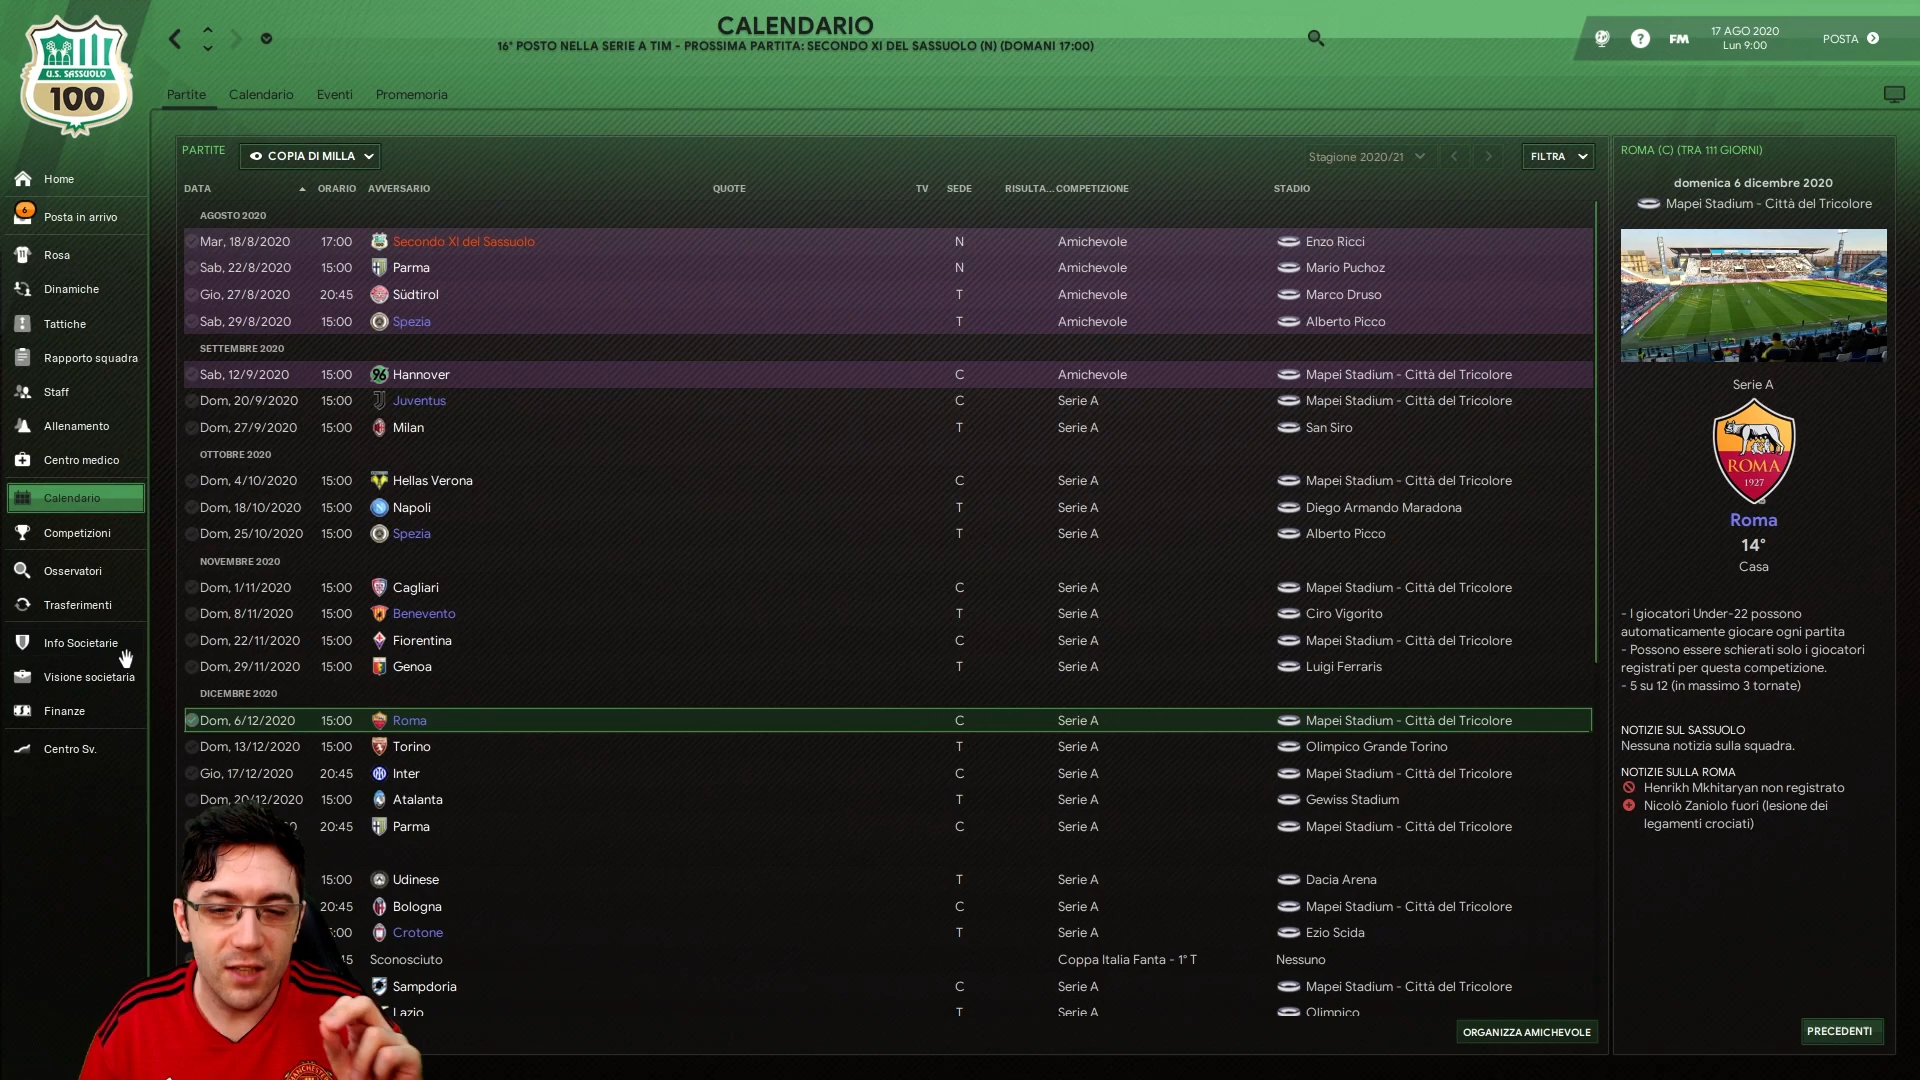 CALENDARIO
16° POSTO NELLA SERIE A TIM - PROSSIMA PARTITA: SECONDO XI DEL SASSUOLO (N) (DOMANI 17:00)
FM
17 AGO 2020
Lun 9:00
POSTA
U.S. SASSUOLO
100
Partite Calendario Eventi Promemoria
Home
6
Posta in arrivo
Rosa
Dinamiche
Tattiche
Rapporto squadra
Staff
Allenamento
Centro medico
Calendario
Competizioni
Osservatori
Trasferimenti
Info Societarie
Visione societaria
Finanze
Centro Sv.
PARTITE COPIA DI MILLA Stagione 2020/21 FILTRA
DATA ORARIO AVVERSARIO QUOTE TV SEDE RISULTA... COMPETIZIONE STADIO
AGOSTO 2020
Mar, 18/8/2020 17:00 Secondo XI del Sassuolo N Amichevole Enzo Ricci
Sab, 22/8/2020 15:00 Parma N Amichevole Mario Puchoz
Gio, 27/8/2020 20:45 Südtirol T Amichevole Marco Druso
Sab, 29/8/2020 15:00 Spezia T Amichevole Alberto Picco
SETTEMBRE 2020
Sab, 12/9/2020 15:00 Hannover C Amichevole Mapei Stadium - Città del Tricolore
Dom, 20/9/2020 15:00 Juventus C Serie A Mapei Stadium - Città del Tricolore
Dom, 27/9/2020 15:00 Milan T Serie A San Siro
OTTOBRE 2020
Dom, 4/10/2020 15:00 Hellas Verona C Serie A Mapei Stadium - Città del Tricolore
Dom, 18/10/2020 15:00 Napoli T Serie A Diego Armando Maradona
Dom, 25/10/2020 15:00 Spezia T Serie A Alberto Picco
NOVEMBRE 2020
Dom, 1/11/2020 15:00 Cagliari C Serie A Mapei Stadium - Città del Tricolore
Dom, 8/11/2020 15:00 Benevento T Serie A Ciro Vigorito
Dom, 22/11/2020 15:00 Fiorentina C Serie A Mapei Stadium - Città del Tricolore
Dom, 29/11/2020 15:00 Genoa T Serie A Luigi Ferraris
DICEMBRE 2020
Dom, 6/12/2020 15:00 Roma C Serie A Mapei Stadium - Città del Tricolore
Dom, 13/12/2020 15:00 Torino T Serie A Olimpico Grande Torino
Gio, 17/12/2020 20:45 Inter C Serie A Mapei Stadium - Città del Tricolore
Dom, 20/12/2020 15:00 Atalanta T Serie A Gewiss Stadium
20:45 Parma C Serie A Mapei Stadium - Città del Tricolore
15:00 Udinese T Serie A Dacia Arena
20:45 Bologna C Serie A Mapei Stadium - Città del Tricolore
:00 Crotone T Serie A Ezio Scida
45 Sconosciuto Coppa Italia Fanta - 1° T Nessuno
Sampdoria C Serie A Mapei Stadium - Città del Tricolore
Lazio T Serie A Olimpico
ORGANIZZA AMICHEVOLE
ROMA (C) (TRA 111 GIORNI)
domenica 6 dicembre 2020
Mapei Stadium - Città del Tricolore
Serie A
ROMA
1927
Roma
14°
Casa
- I giocatori Under-22 possono
automaticamente giocare ogni partita
- Possono essere schierati solo i giocatori
registrati per questa competizione.
- 5 su 12 (in massimo 3 tornate)
NOTIZIE SUL SASSUOLO
Nessuna notizia sulla squadra.
NOTIZIE SULLA ROMA
Henrikh Mkhitaryan non registrato
Nicolò Zaniolo fuori (lesione dei
legamenti crociati)
PRECEDENTI
MANCHESTER